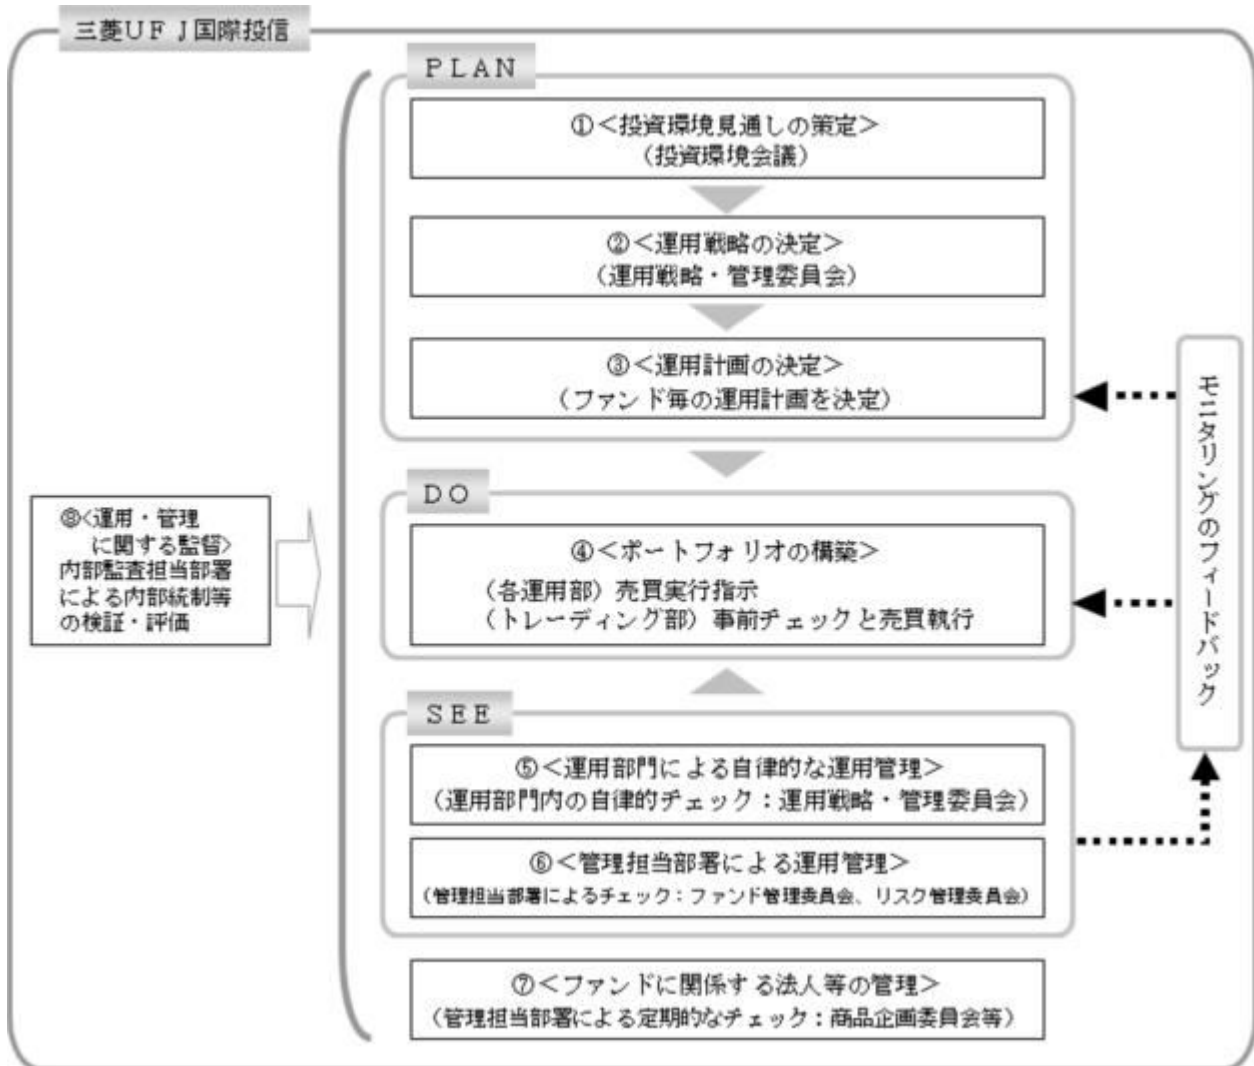 三菱ＵＦＪ国際投信
ＰＬＡＮ
①＜投資環境見通しの策定＞
（投資環境会議）
②＜運用戦略の決定＞
（運用戦略・管理委員会）
③＜運用計画の決定＞
（ファンド毎の運用計画を決定）
ＤＯ
④＜ポートフォリオの構築＞
（各運用部）売買実行指示
（トレーディング部）事前チェックと売買執行
ＳＥＥ
⑤＜運用部門による自律的な運用管理＞
（運用部門内の自律的チェック：運用戦略・管理委員会）
⑥＜管理担当部署による運用管理＞
（管理担当部署によるチェック：ファンド管理委員会、リスク管理委員会）
⑦＜ファンドに関係する法人等の管理＞
（管理担当部署による定期的なチェック：商品企画委員会等）
⑧<運用・管理
に関する監督>
内部監査担当部署
による内部統制等
の検証・評価
モニタリングのフィードバック